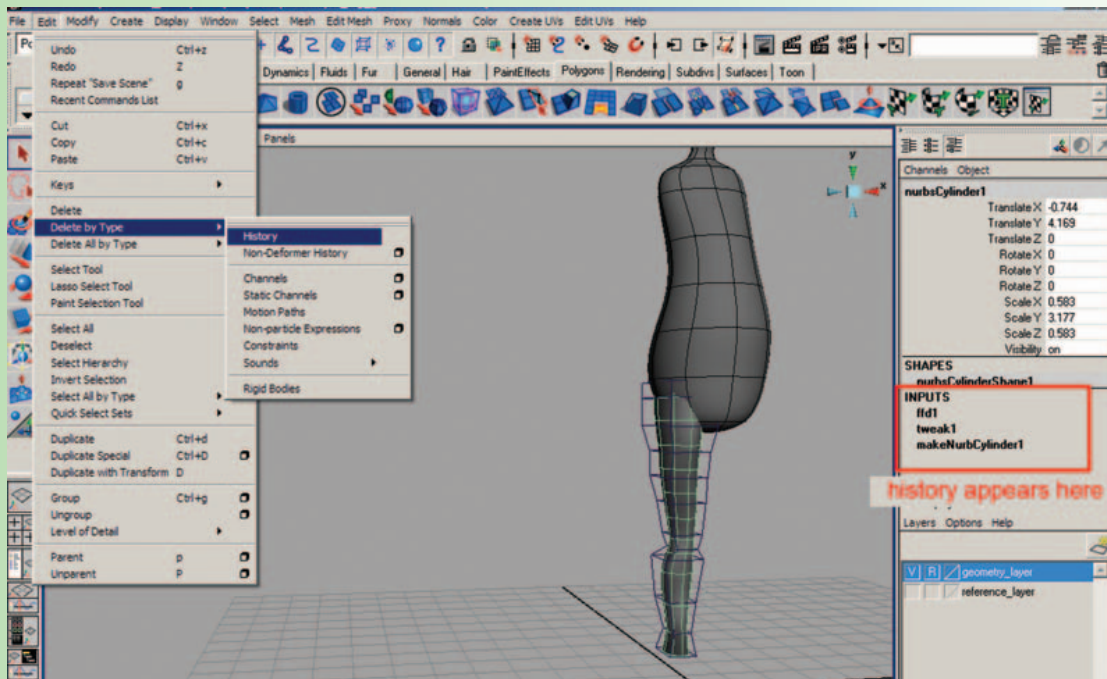 File Edit Modify Create Display Window Select Mesh Edit Mesh Proxy Normals Color Create UVs Edit UVs Help
Dynamics Fluids Fur General Hair PaintEffects Polygons Rendering Subdivs Surfaces Toon
Undo Ctrl+z
Redo Z
Repeat "Save Scene" g
Recent Commands List
Cut Ctrl+x
Copy Ctrl+c
Paste Ctrl+v
Keys
Delete
Delete by Type
Delete All by Type
Select Tool
Lasso Select Tool
Paint Selection Tool
Select All
Deselect
Select Hierarchy
Invert Selection
Select All by Type
Quick Select Sets
Duplicate Ctrl+d
Duplicate Special Ctrl+D
Duplicate with Transform D
Group Ctrl+g
Ungroup
Level of Detail
Parent p
Unparent P
History
Non-Deformer History
Channels
Static Channels
Motion Paths
Non-particle Expressions
Constraints
Sounds
Rigid Bodies
Panels
y
x
Channels Object
nurbsCylinder1
Translate X -0.744
Translate Y 4.169
Translate Z 0
Rotate X 0
Rotate Y 0
Rotate Z 0
Scale X 0.583
Scale Y 3.177
Scale Z 0.583
Visibility on
SHAPES
nurbsCylinderShape1
INPUTS
ffd1
tweak1
makeNurbCylinder1
history appears here
Layers Options Help
V R geometry_layer
reference_layer